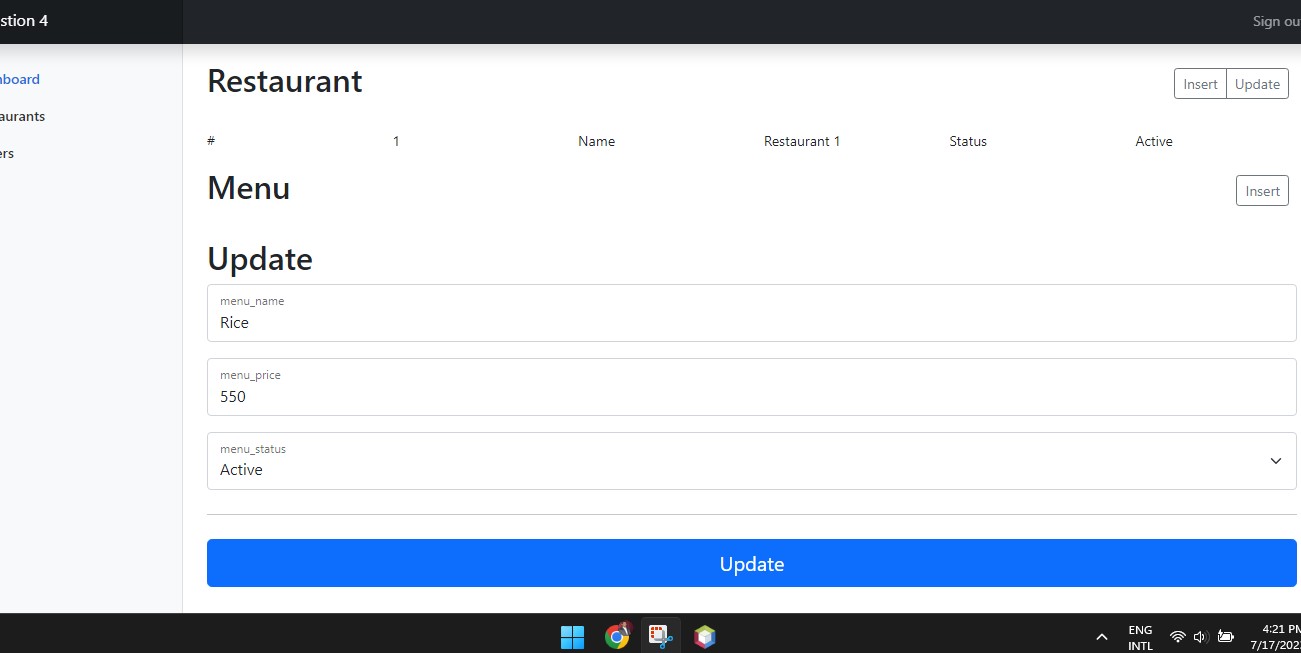 stion 4
Sign ou
board
aurants
ers
Restaurant
Insert Update
# 1 Name Restaurant 1 Status Active
Menu
Insert
Update
menu_name
Rice
menu_price
550
menu_status
Active
Update
ENG
INTL
4:21 PM
7/17/202